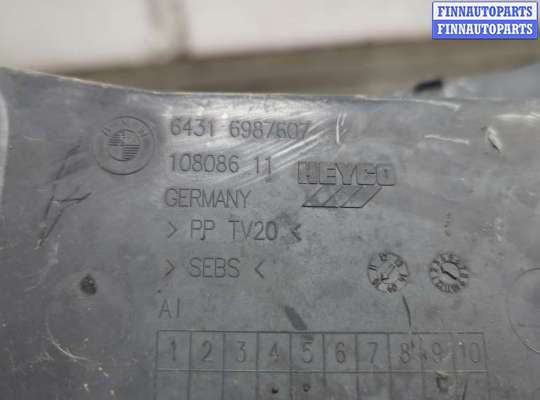 FINNAUTOPARTS
FINNAUTOPARTS
BMW
6431 6987607
108086 11
HEYCO
GERMANY
> PP TV20 <
> SEBS <
AI
1 2 3 4 5 6 7 8 9 10